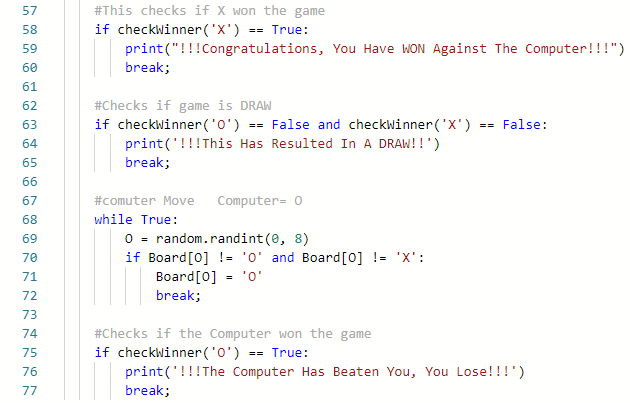 57 #This checks if X won the game
58 if checkWinner('X') == True:
59 print("!!!Congratulations, You Have WON Against The Computer!!!")
60 break;
61
62 #Checks if game is DRAW
63 if checkWinner('O') == False and checkWinner('X') == False:
64 print('!!!This Has Resulted In A DRAW!!')
65 break;
66
67 #comuter Move   Computer= O
68 while True:
69 O = random.randint(0, 8)
70 if Board[O] != 'O' and Board[O] != 'X':
71 Board[O] = 'O'
72 break;
73
74 #Checks if the Computer won the game
75 if checkWinner('O') == True:
76 print('!!!The Computer Has Beaten You, You Lose!!!')
77 break;